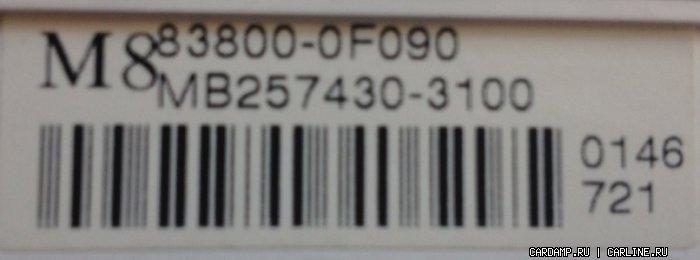 M8
83800-0F090
MB257430-3100
0146
721
CARDAMP.RU | CARLINE.RU